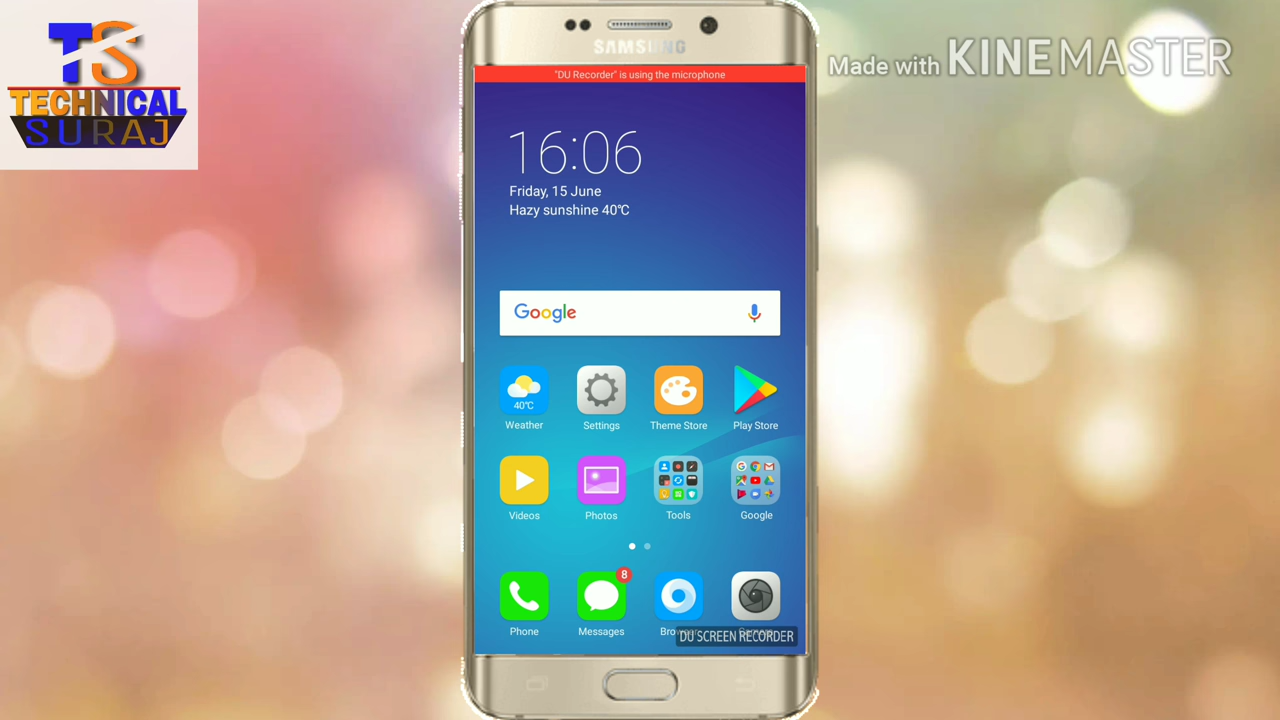 TS
TECHNICAL
SURAJ
Made with KINEMASTER
SAMSUNG
"DU Recorder" is using the microphone
16:06
Friday, 15 June
Hazy sunshine 40℃
Google
40℃
Weather
Settings
Theme Store
Play Store
Videos
Photos
Tools
Google
8
Phone
Messages
DU SCREEN RECORDER